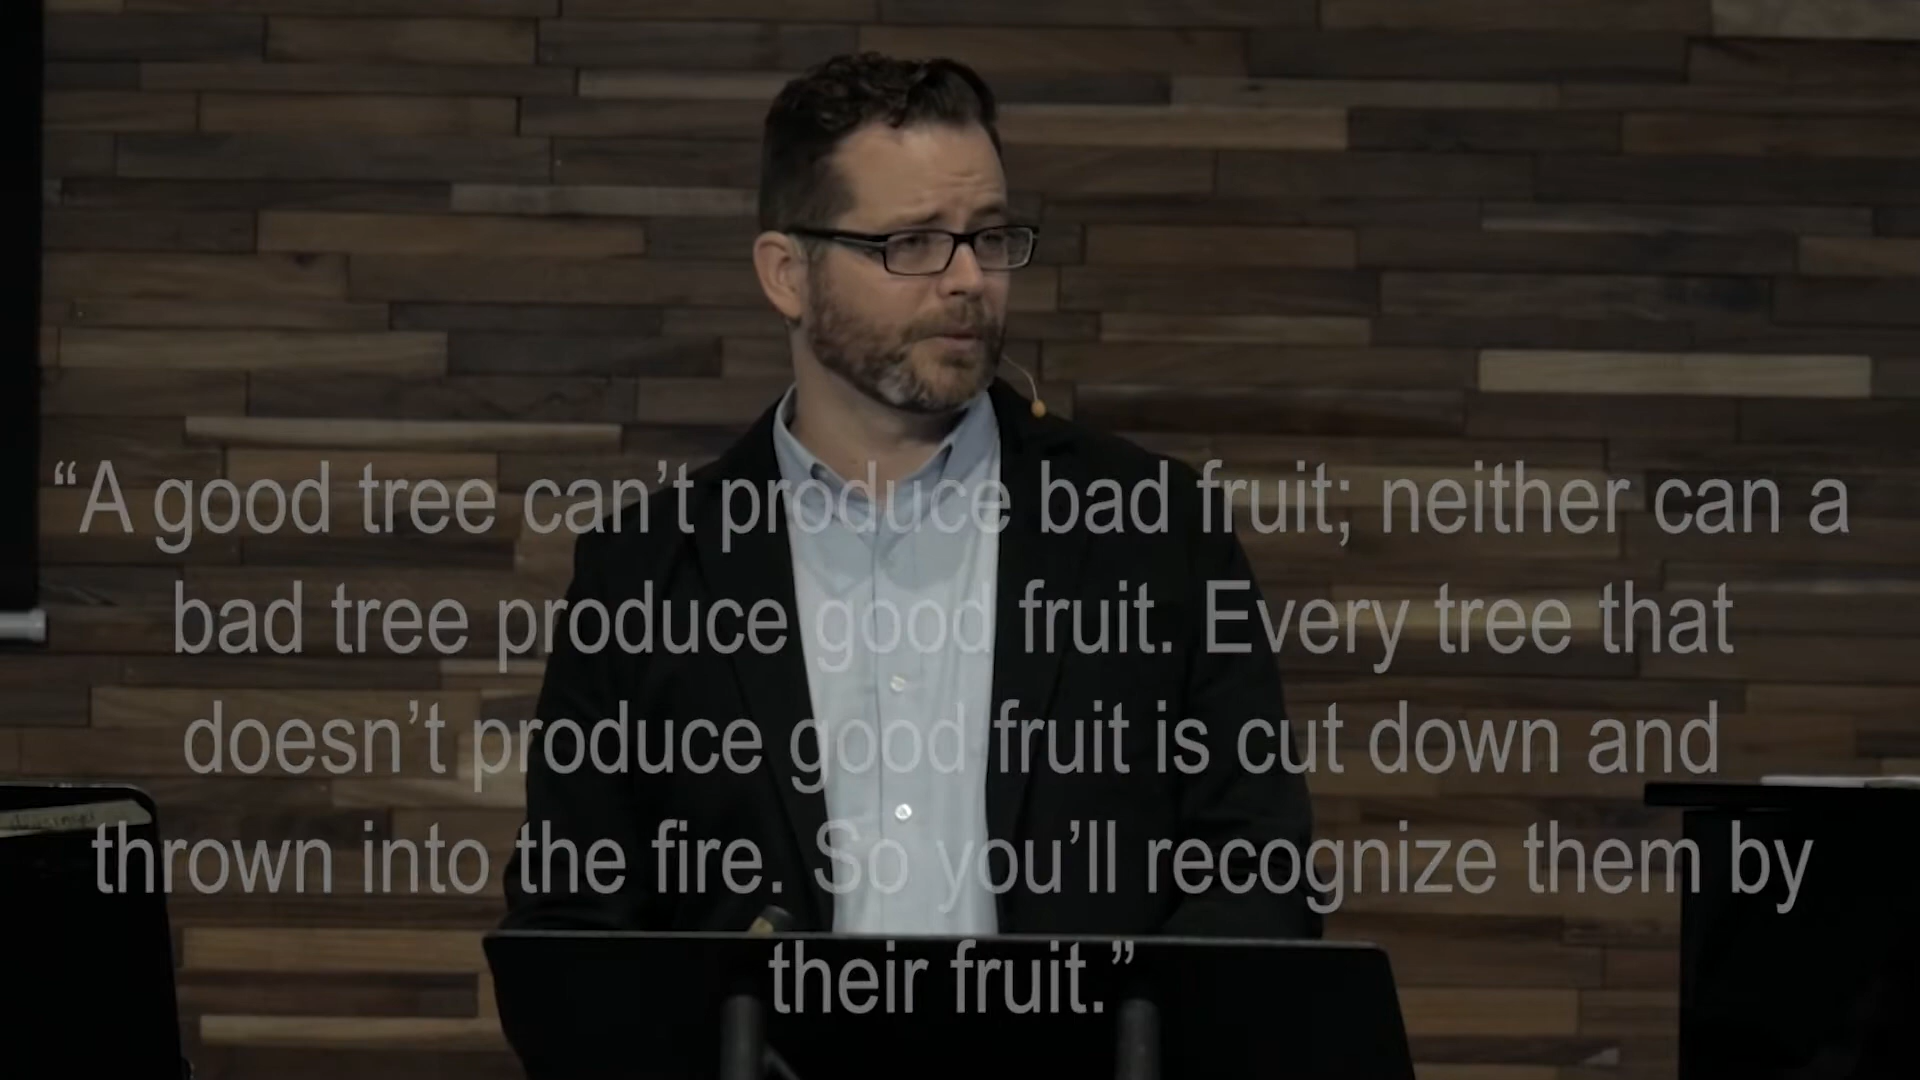 “A good tree can’t produce bad fruit; neither can a
bad tree produce good fruit. Every tree that
doesn’t produce good fruit is cut down and
thrown into the fire. So you’ll recognize them by
their fruit.”